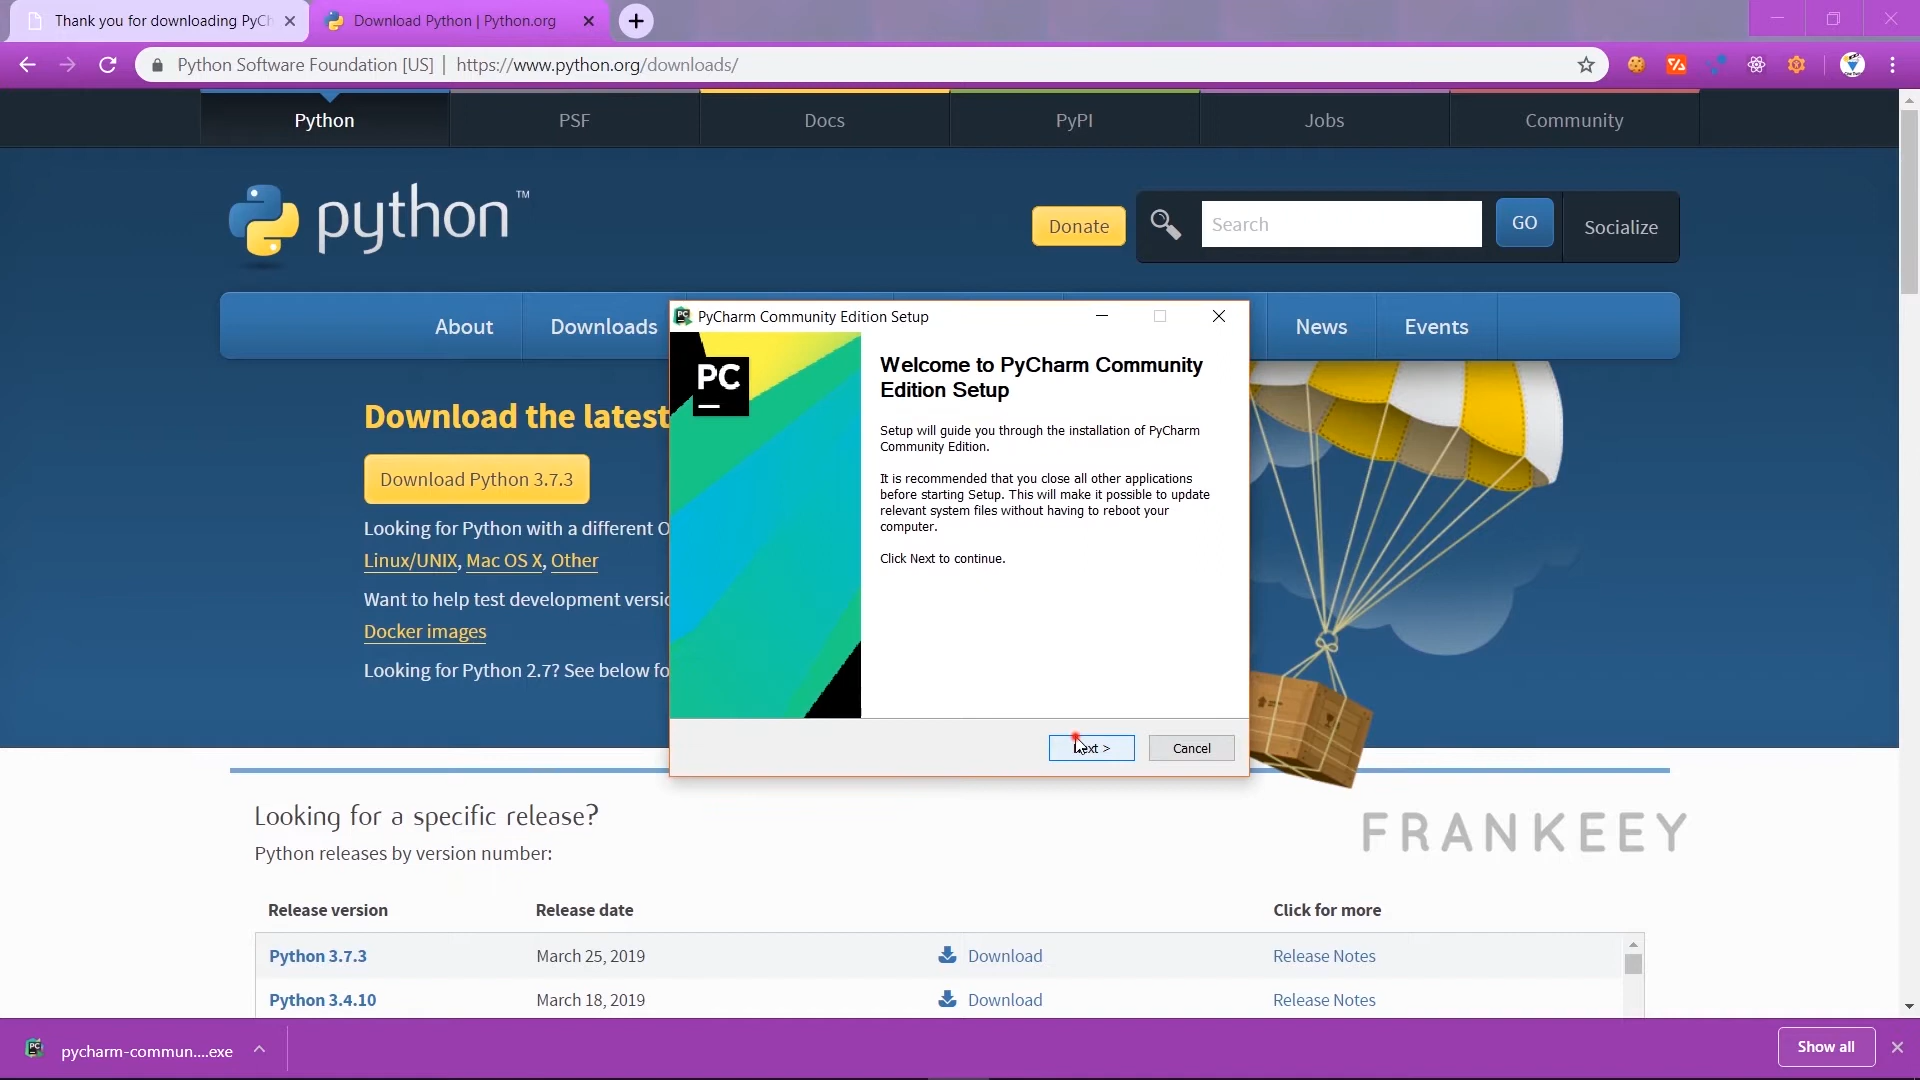 Thank you for downloading PyCh
Download Python | Python.org
Python Software Foundation [US] | https://www.python.org/downloads/
Python
PSF
Docs
PyPI
Jobs
Community
python™
Donate
Search
GO
Socialize
About
Downloads
News
Events
Download the latest
Download Python 3.7.3
Looking for Python with a different O
Linux/UNIX, Mac OS X, Other
Want to help test development versio
Docker images
Looking for Python 2.7? See below fo
PyCharm Community Edition Setup
PC
Welcome to PyCharm Community
Edition Setup
Setup will guide you through the installation of PyCharm
Community Edition.
It is recommended that you close all other applications
before starting Setup. This will make it possible to update
relevant system files without having to reboot your
computer.
Click Next to continue.
Next >
Cancel
FRANKEEY
Looking for a specific release?
Python releases by version number:
Release version
Release date
Click for more
Python 3.7.3
March 25, 2019
Download
Release Notes
Python 3.4.10
March 18, 2019
Download
Release Notes
pycharm-commun....exe
Show all